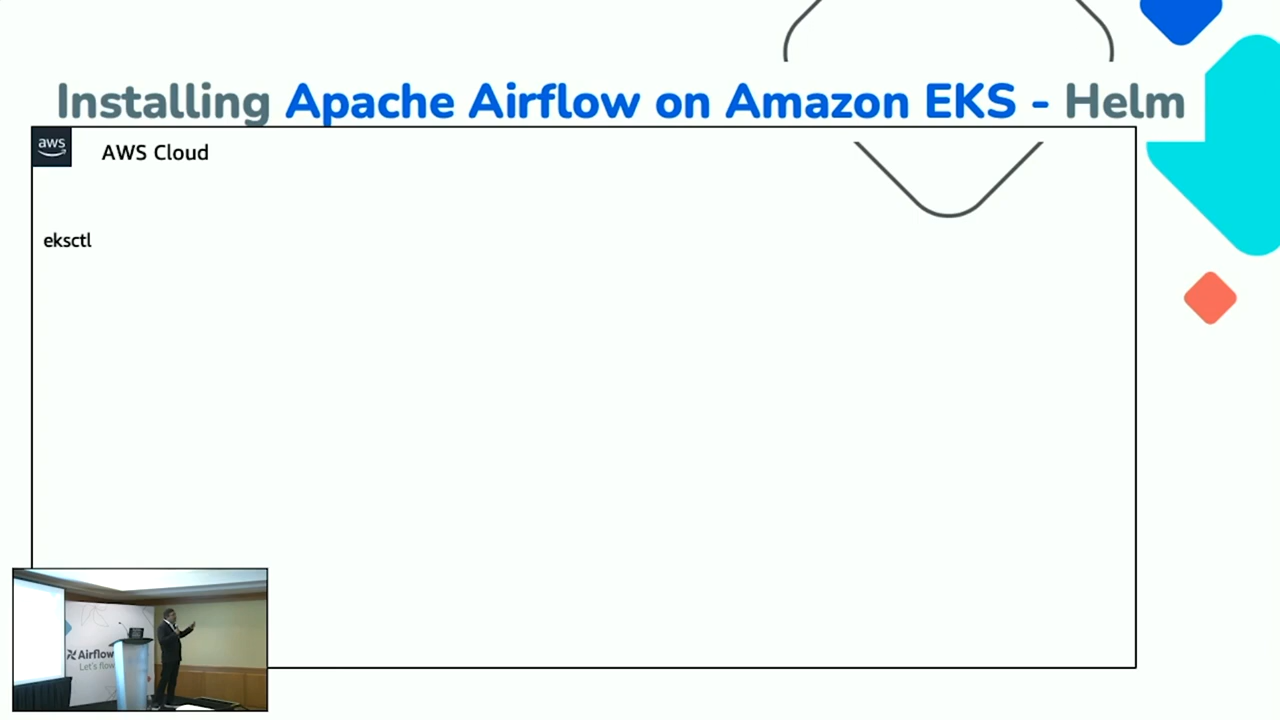 Installing Apache Airflow on Amazon EKS - Helm
aws
AWS Cloud
eksctl
Airflow
Let's flow